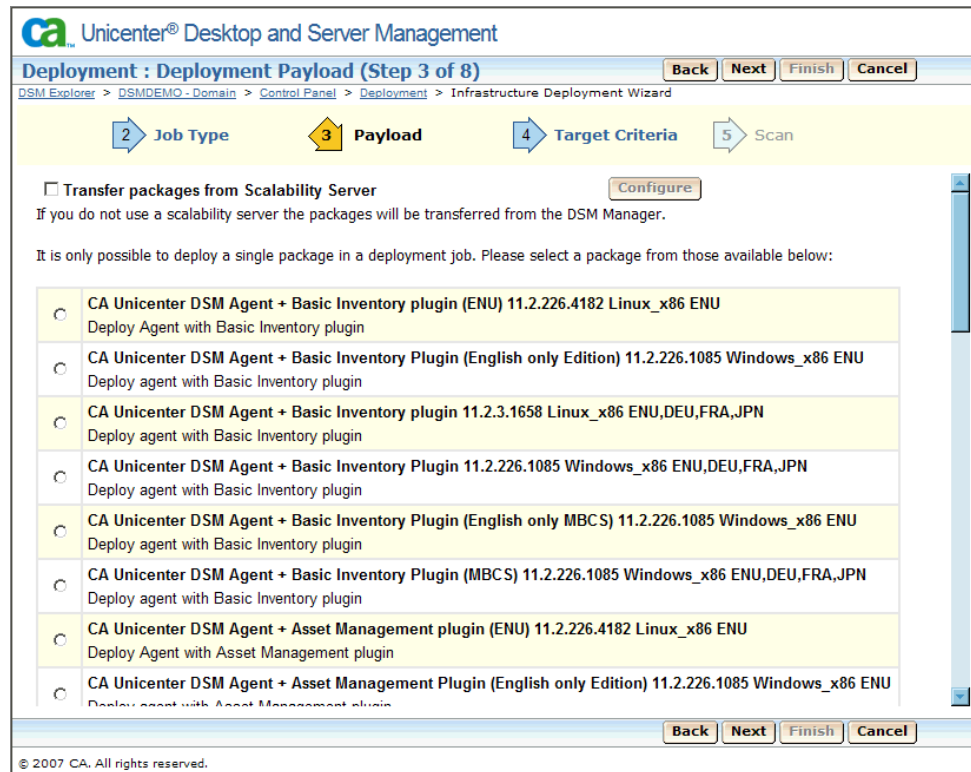 ca™ Unicenter® Desktop and Server Management
Deployment : Deployment Payload (Step 3 of 8) Back Next Finish Cancel
DSM Explorer > DSMDEMO - Domain > Control Panel > Deployment > Infrastructure Deployment Wizard
2 Job Type 3 Payload 4 Target Criteria 5 Scan
Transfer packages from Scalability Server Configure
If you do not use a scalability server the packages will be transferred from the DSM Manager.
It is only possible to deploy a single package in a deployment job. Please select a package from those available below:
CA Unicenter DSM Agent + Basic Inventory plugin (ENU) 11.2.226.4182 Linux_x86 ENU
Deploy Agent with Basic Inventory plugin
CA Unicenter DSM Agent + Basic Inventory Plugin (English only Edition) 11.2.226.1085 Windows_x86 ENU
Deploy agent with Basic Inventory plugin
CA Unicenter DSM Agent + Basic Inventory plugin 11.2.3.1658 Linux_x86 ENU,DEU,FRA,JPN
Deploy agent with Basic Inventory plugin
CA Unicenter DSM Agent + Basic Inventory Plugin 11.2.226.1085 Windows_x86 ENU,DEU,FRA,JPN
Deploy agent with Basic Inventory plugin
CA Unicenter DSM Agent + Basic Inventory Plugin (English only MBCS) 11.2.226.1085 Windows_x86 ENU
Deploy agent with Basic Inventory plugin
CA Unicenter DSM Agent + Basic Inventory Plugin (MBCS) 11.2.226.1085 Windows_x86 ENU,DEU,FRA,JPN
Deploy agent with Basic Inventory plugin
CA Unicenter DSM Agent + Asset Management plugin (ENU) 11.2.226.4182 Linux_x86 ENU
Deploy Agent with Asset Management plugin
CA Unicenter DSM Agent + Asset Management Plugin (English only Edition) 11.2.226.1085 Windows_x86 ENU
Deploy agent with Asset Management plugin
Back Next Finish Cancel
© 2007 CA. All rights reserved.